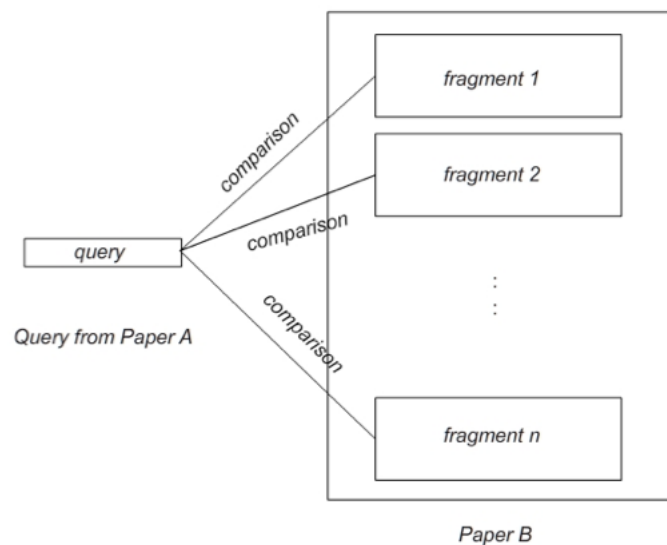 fragment 1
comparison
fragment 2
comparison
query
Query from Paper A
comparison
fragment n
Paper B